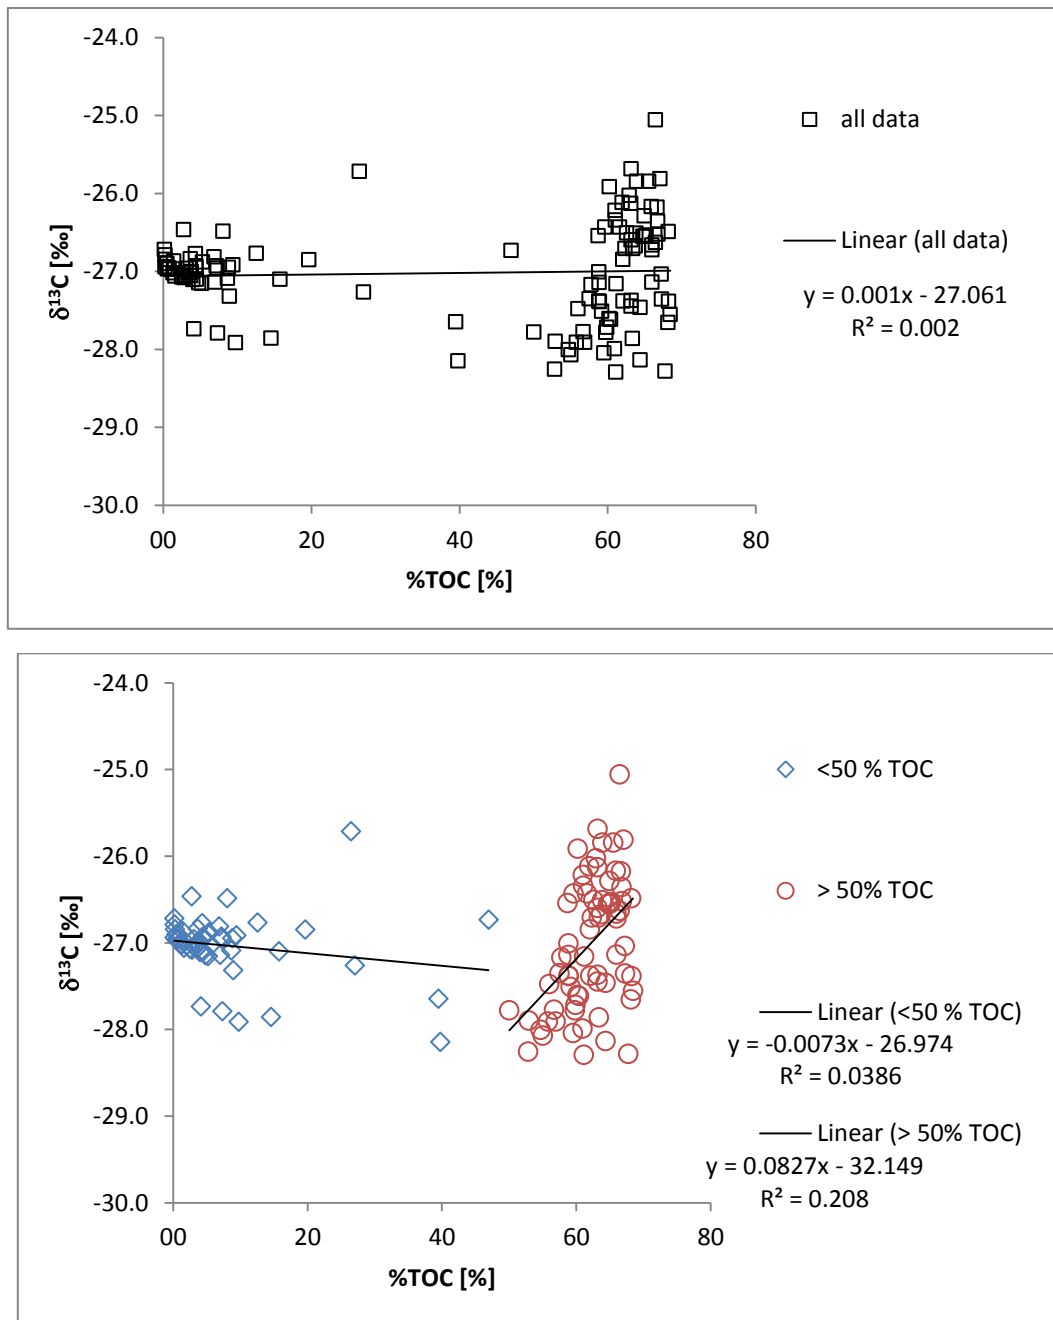 -24.0
-25.0
-26.0
-27.0
-28.0
-29.0
-30.0
δ¹³C [‰]
00 20 40 60 80
%TOC [%]
all data
Linear (all data)
y = 0.001x - 27.061
R² = 0.002
-24.0
-25.0
-26.0
-27.0
-28.0
-29.0
-30.0
δ¹³C [‰]
00 20 40 60 80
%TOC [%]
<50 % TOC
> 50% TOC
Linear (<50 % TOC)
y = -0.0073x - 26.974
R² = 0.0386
Linear (> 50% TOC)
y = 0.0827x - 32.149
R² = 0.208